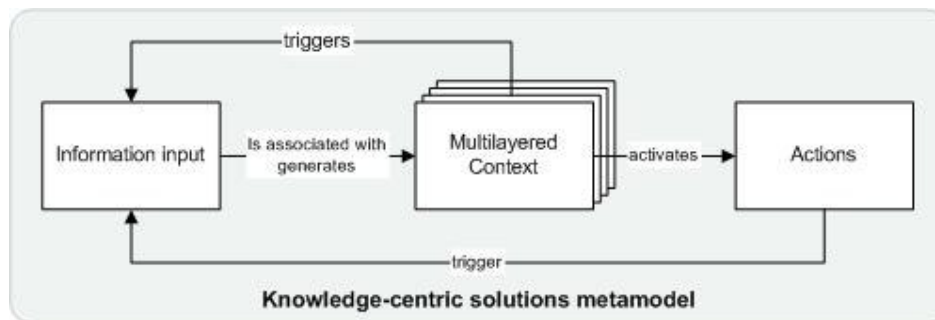 triggers
Information input
Is associated with
generates
Multilayered
Context
activates
Actions
trigger
Knowledge-centric solutions metamodel